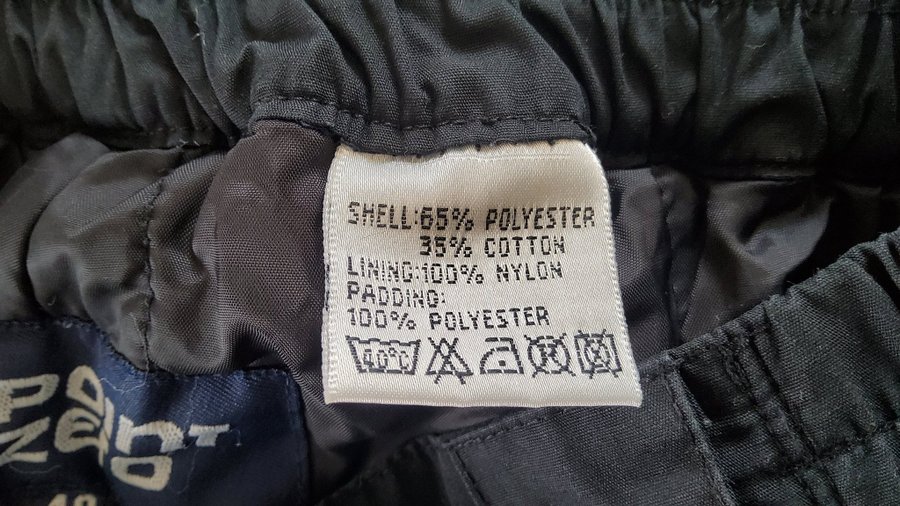 SHELL:65% POLYESTER
35% COTTON
LINING:100% NYLON
PADDING:
100% POLYESTER
40°C